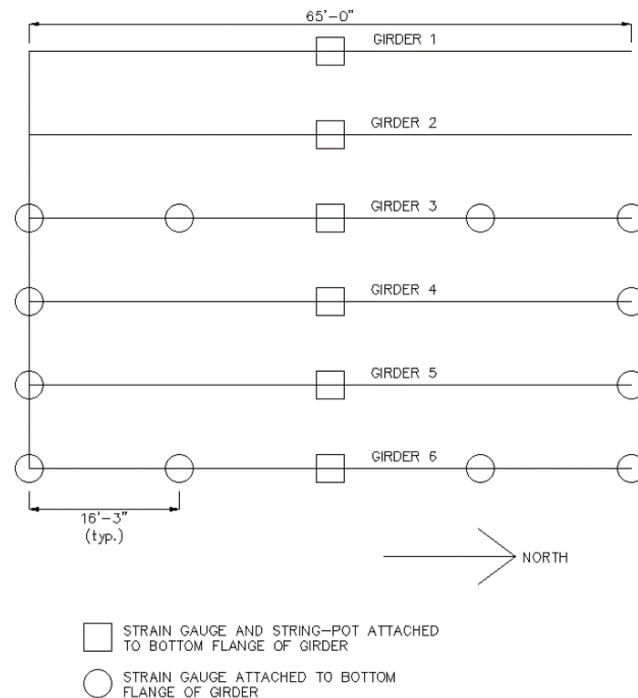 65'-0"
GIRDER 1
GIRDER 2
GIRDER 3
GIRDER 4
GIRDER 5
GIRDER 6
16'-3"
(typ.)
NORTH
STRAIN GAUGE AND STRING-POT ATTACHED
TO BOTTOM FLANGE OF GIRDER
STRAIN GAUGE ATTACHED TO BOTTOM
FLANGE OF GIRDER